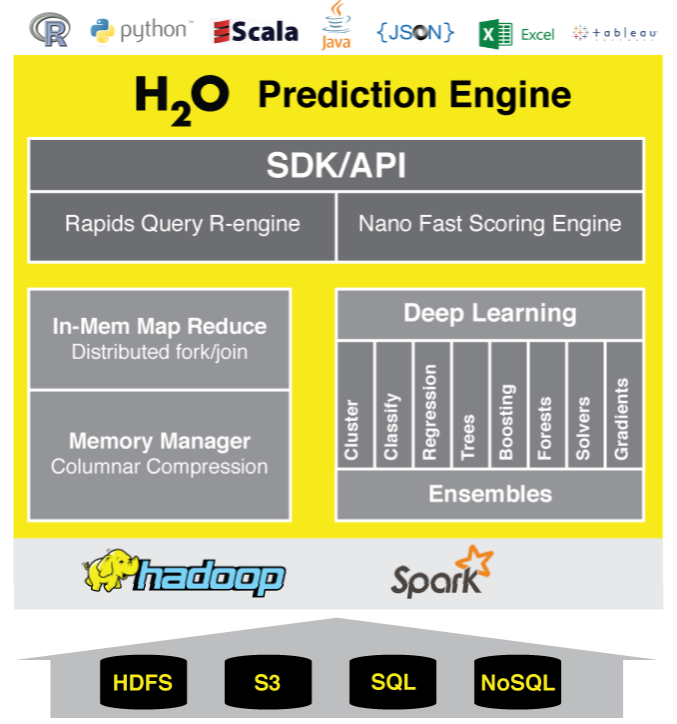 R python Scala Java {JSON} Excel +ableau
H2O Prediction Engine
SDK/API
Rapids Query R-engine
Nano Fast Scoring Engine
In-Mem Map Reduce
Distributed fork/join
Memory Manager
Columnar Compression
Deep Learning
Cluster
Classify
Regression
Trees
Boosting
Forests
Solvers
Gradients
Ensembles
hadoop
Spark
HDFS
S3
SQL
NoSQL